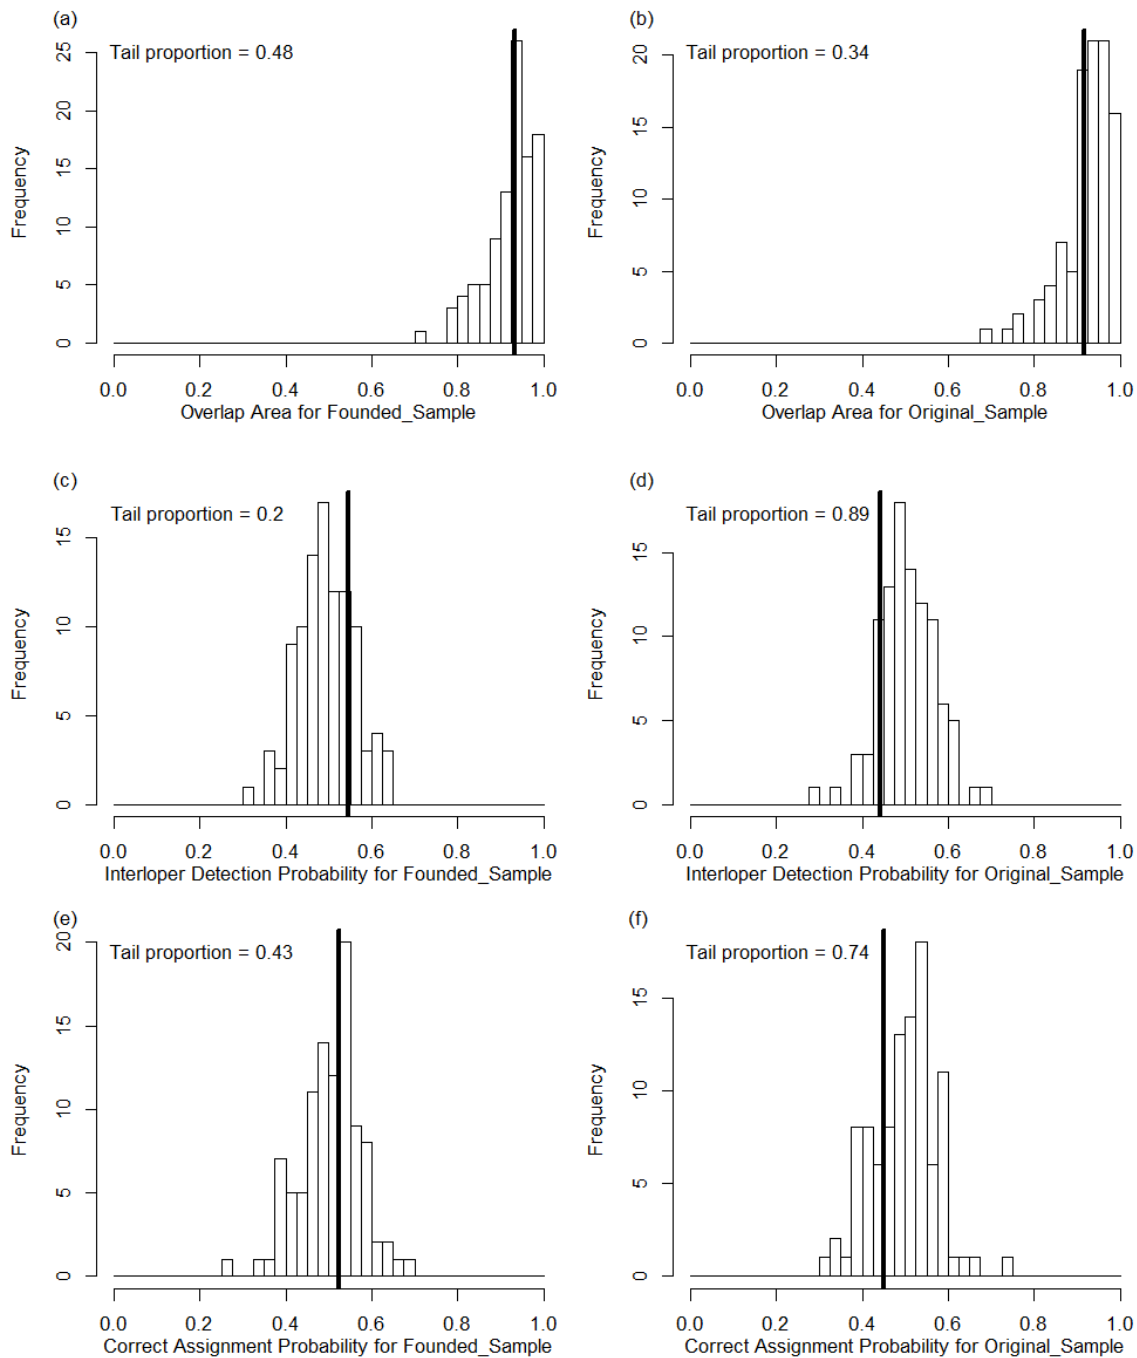 (a)
Tail proportion = 0.48
Frequency
0
5
10
15
20
25
0.0 0.2 0.4 0.6 0.8 1.0
Overlap Area for Founded_Sample
(b)
Tail proportion = 0.34
Frequency
0
5
10
15
20
0.0 0.2 0.4 0.6 0.8 1.0
Overlap Area for Original_Sample
(c)
Tail proportion = 0.2
Frequency
0
5
10
15
0.0 0.2 0.4 0.6 0.8 1.0
Interloper Detection Probability for Founded_Sample
(d)
Tail proportion = 0.89
Frequency
0
5
10
15
0.0 0.2 0.4 0.6 0.8 1.0
Interloper Detection Probability for Original_Sample
(e)
Tail proportion = 0.43
Frequency
0
5
10
15
20
0.0 0.2 0.4 0.6 0.8 1.0
Correct Assignment Probability for Founded_Sample
(f)
Tail proportion = 0.74
Frequency
0
5
10
15
0.0 0.2 0.4 0.6 0.8 1.0
Correct Assignment Probability for Original_Sample